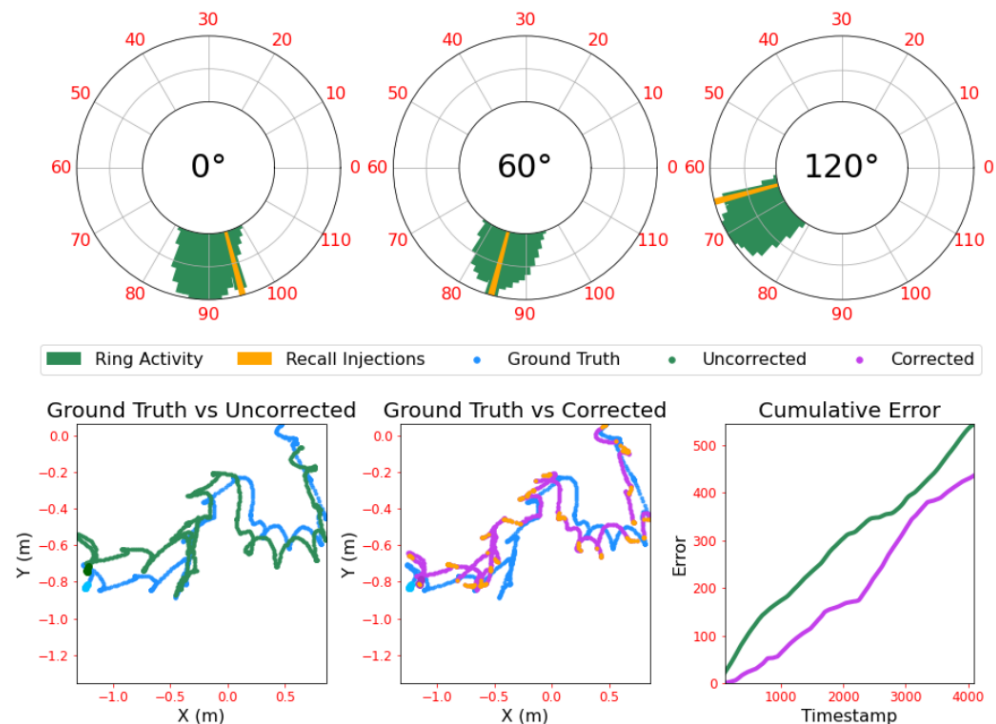 30 30 30
40 20 40 20 40 20
50 10 50 10 50 10
60 0° 0 60 60° 0 60 120° 0
70 110 70 110 70 110
80 100 80 100 80 100
90 90 90
Ring Activity Recall Injections Ground Truth Uncorrected Corrected
Ground Truth vs Uncorrected Ground Truth vs Corrected Cumulative Error
0.0 0.0 500
−0.2 −0.2 400
−0.4 −0.4 300
−0.6 −0.6
−0.8 −0.8 200
−1.0 −1.0 100
−1.2 −1.2 0
Y (m) Y (m) Error
−1.0 −0.5 0.0 0.5 −1.0 −0.5 0.0 0.5 1000 2000 3000 4000
X (m) X (m) Timestamp